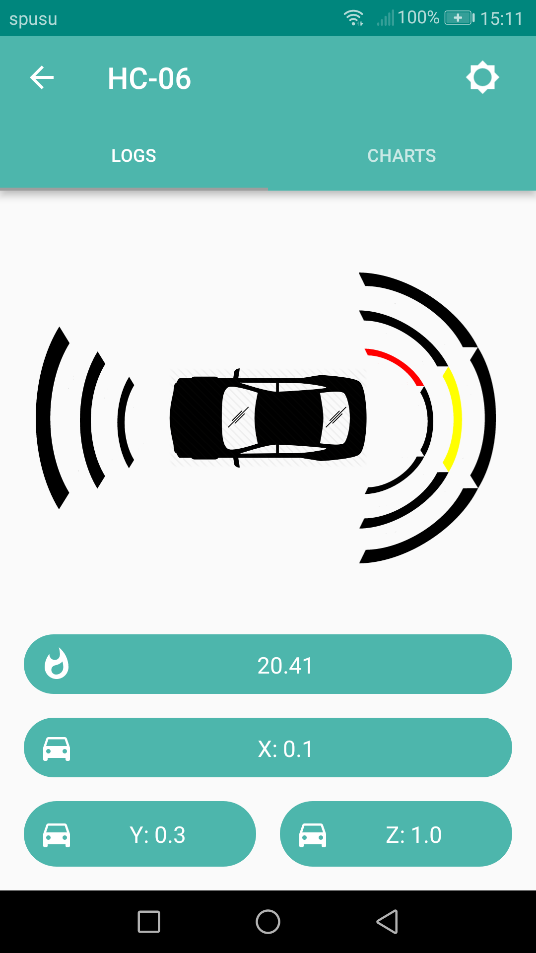 spusu 100% 15:11
HC-06
LOGS CHARTS
20.41
X: 0.1
Y: 0.3 Z: 1.0